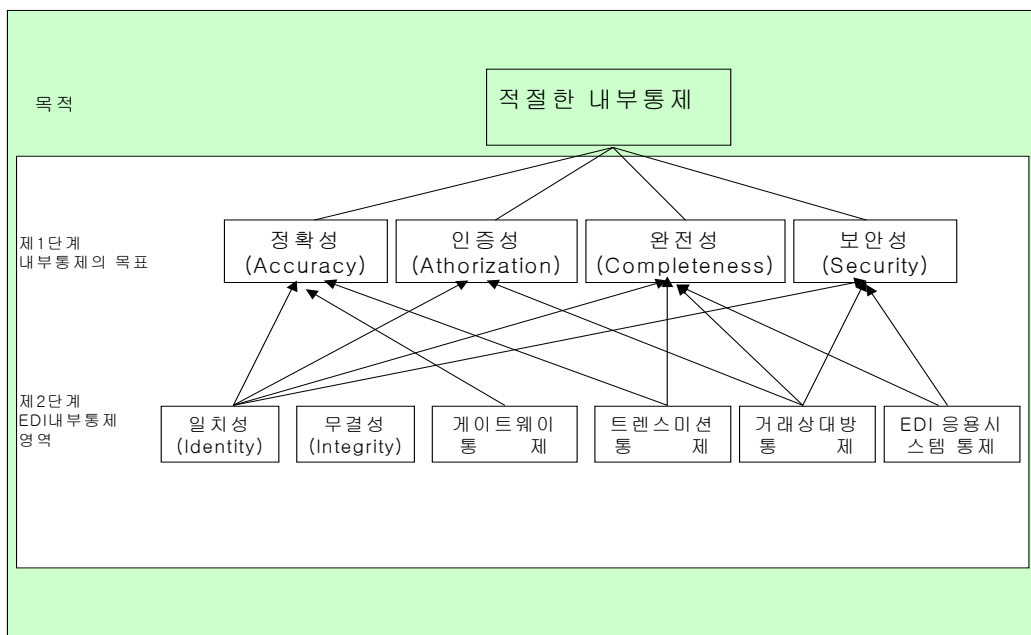 목적
적절한 내부통제
제1단계
내부통제의 목표
정확성
(Accuracy)
인증성
(Athorization)
완전성
(Completeness)
보안성
(Security)
제2단계
EDI내부통제
영역
일치성
(Identity)
무결성
(Integrity)
게이트웨이
통 제
트렌스미션
통 제
거래상대방
통 제
EDI 응용시
스템 통제